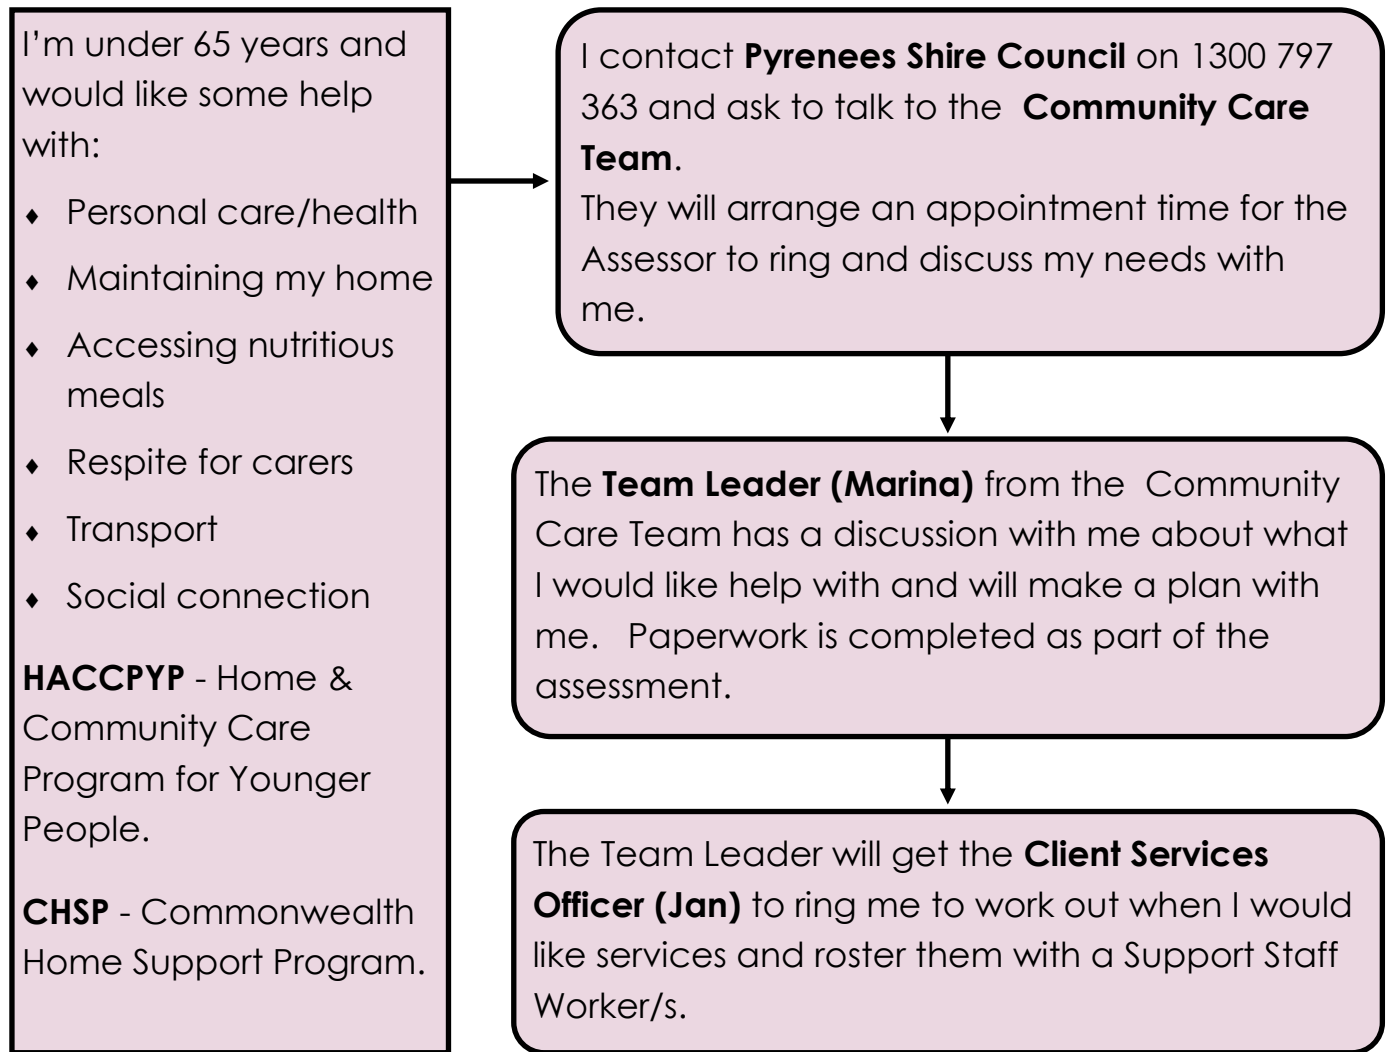 I'm under 65 years and
would like some help
with:
♦ Personal care/health
♦ Maintaining my home
♦ Accessing nutritious
meals
♦ Respite for carers
♦ Transport
♦ Social connection
HACCPYP - Home &
Community Care
Program for Younger
People.
CHSP - Commonwealth
Home Support Program.
I contact Pyrenees Shire Council on 1300 797
363 and ask to talk to the Community Care
Team.
They will arrange an appointment time for the
Assessor to ring and discuss my needs with
me.
The Team Leader (Marina) from the Community
Care Team has a discussion with me about what
I would like help with and will make a plan with
me. Paperwork is completed as part of the
assessment.
The Team Leader will get the Client Services
Officer (Jan) to ring me to work out when I would
like services and roster them with a Support Staff
Worker/s.